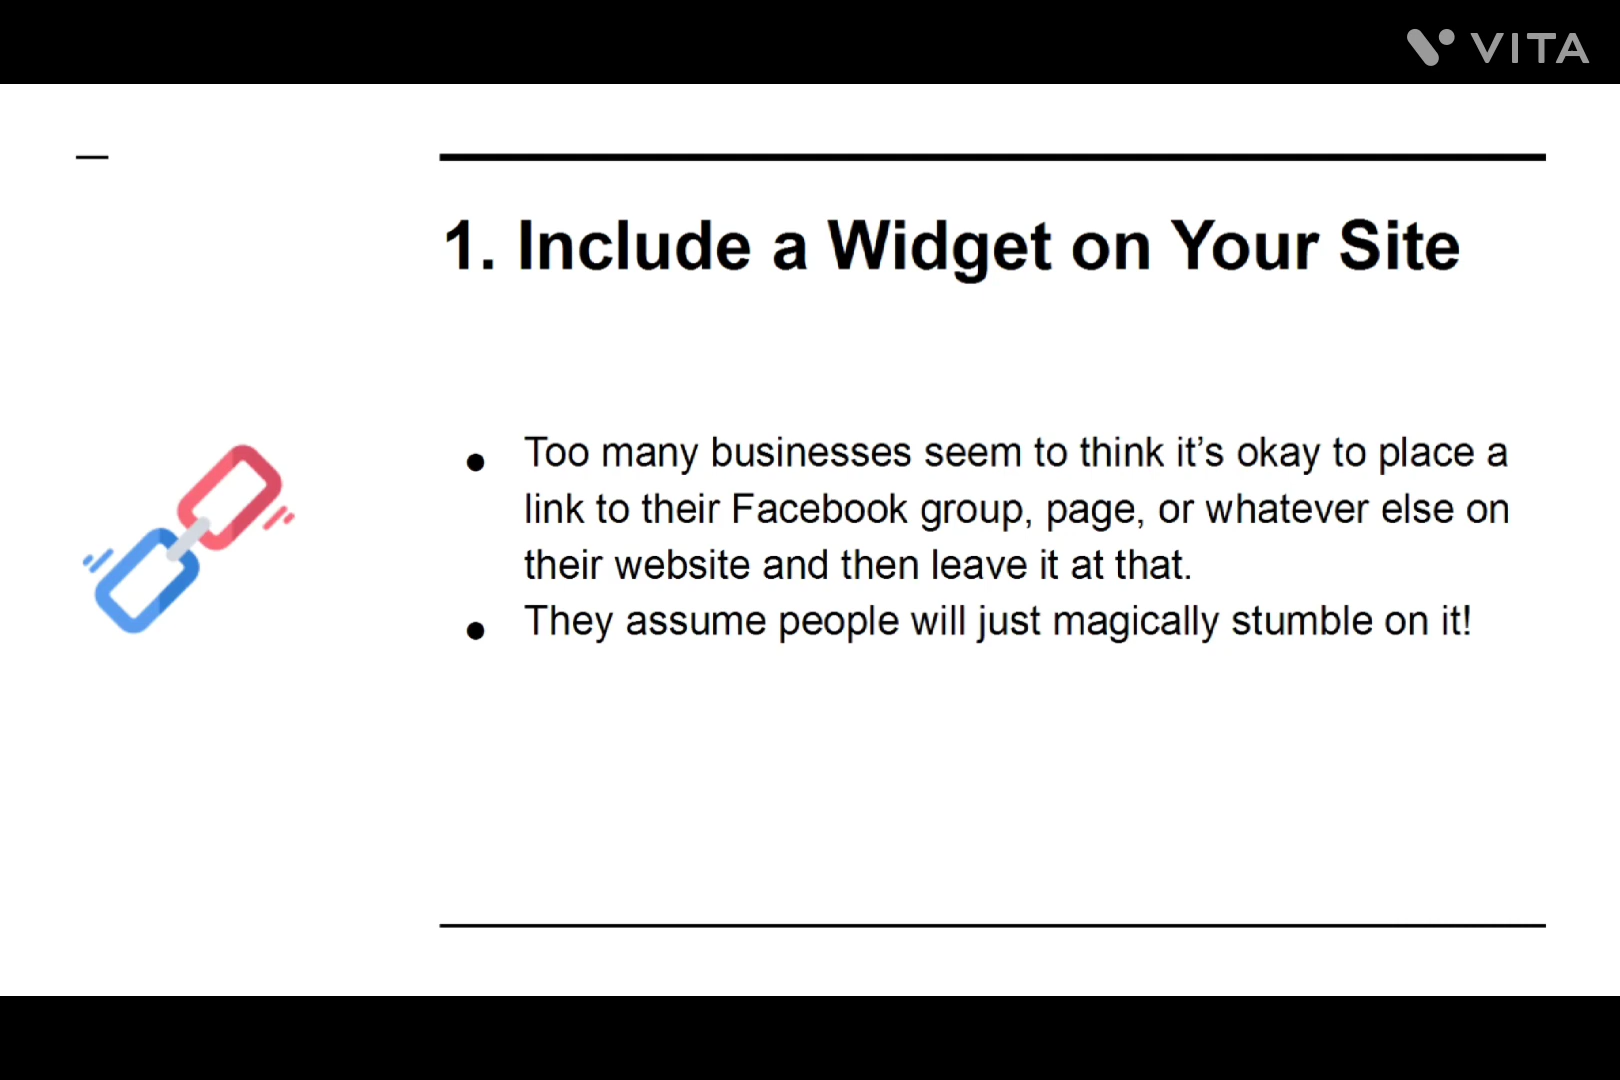 VITA
1. Include a Widget on Your Site
● Too many businesses seem to think it’s okay to place a
link to their Facebook group, page, or whatever else on
their website and then leave it at that.
● They assume people will just magically stumble on it!